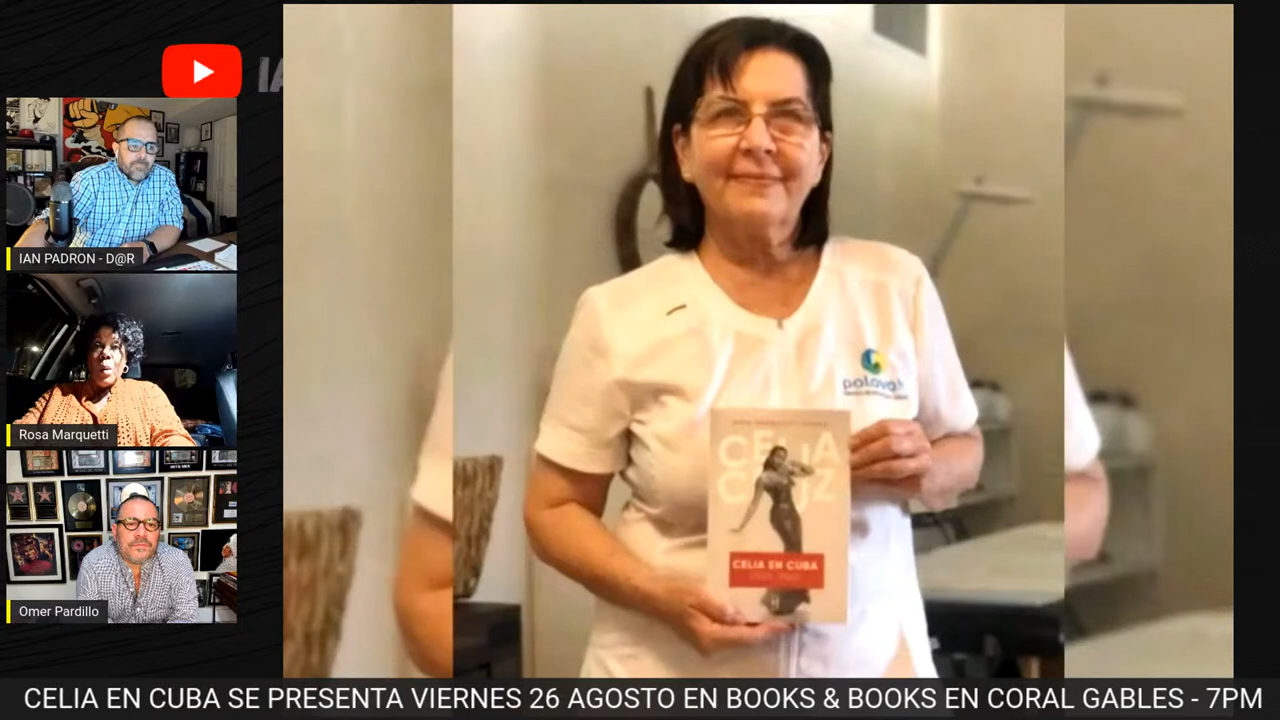 IAN PADRON - D@R
Rosa Marquetti
Omer Pardillo
CELIA
CRUZ
CELIA EN CUBA
CELIA EN CUBA SE PRESENTA VIERNES 26 AGOSTO EN BOOKS & BOOKS EN CORAL GABLES - 7PM